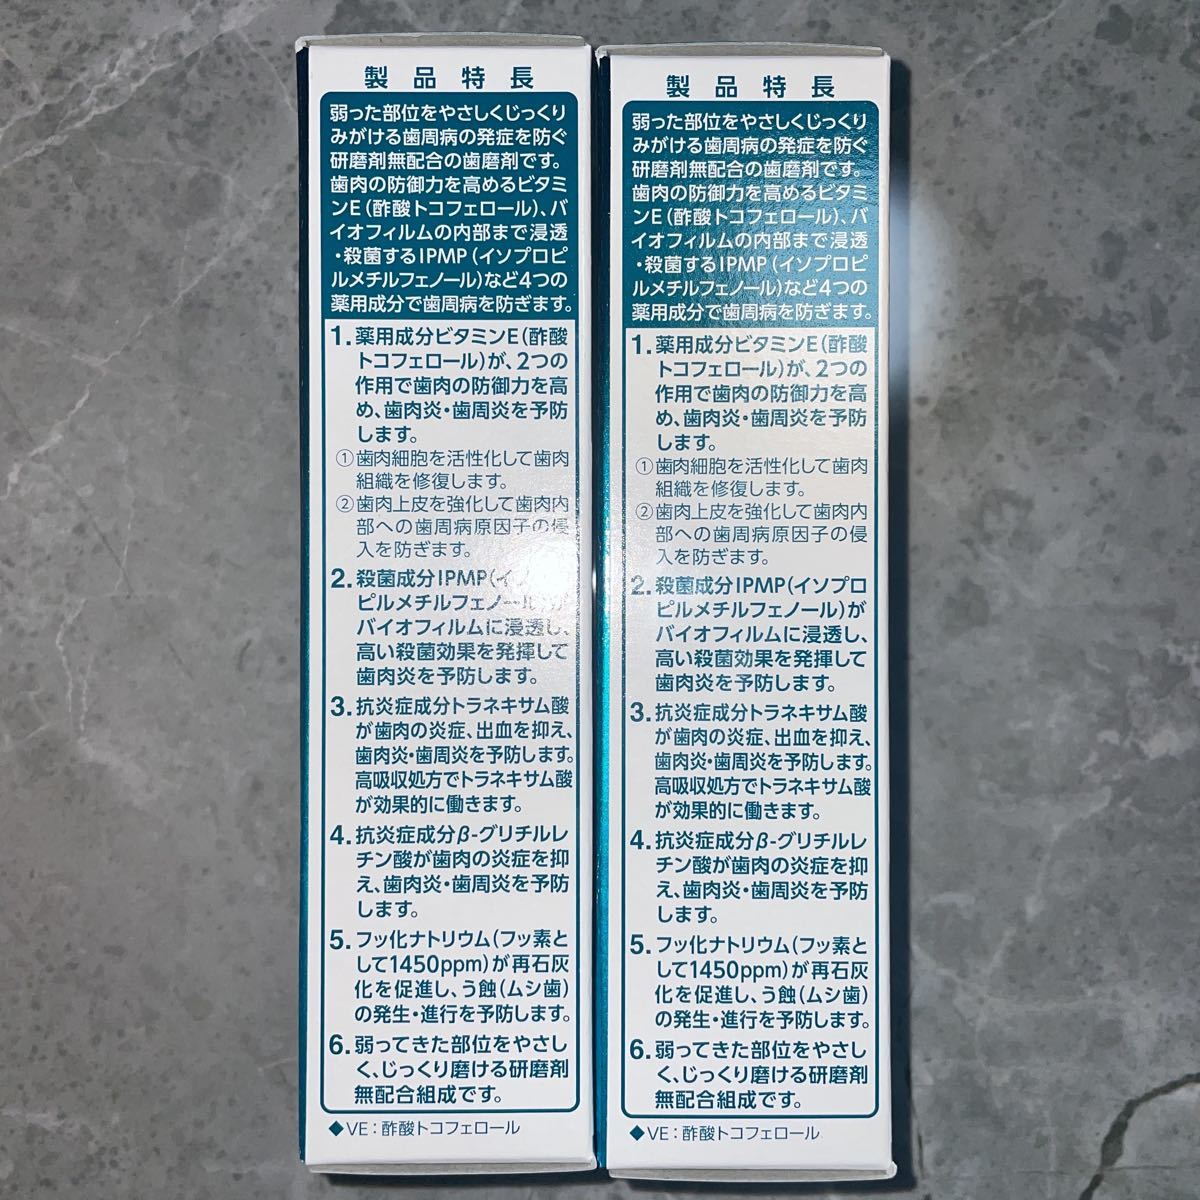 製品特長
弱った部位をやさしくじっくり
みがける歯周病の発症を防ぐ
研磨剤無配合の歯磨剤です。
歯肉の防御力を高めるビタミ
ンE(酢酸トコフェロール)、バ
イオフィルムの内部まで浸透
・殺菌するIPMP(イソプロピ
ルメチルフェノール)など4つの
薬用成分で歯周病を防ぎます。
1.薬用成分ビタミンE(酢酸
トコフェロール)が、2つの
作用で歯肉の防御力を高
め、歯肉炎・歯周炎を予防
します。
①歯肉細胞を活性化して歯肉
組織を修復します。
②歯肉上皮を強化して歯肉内
部への歯周病原因子の侵
入を防ぎます。
2.殺菌成分IPMP(イソ
ピルメチルフェノール)が
バイオフィルムに浸透し、
高い殺菌効果を発揮して
歯肉炎を予防します。
3.抗炎症成分トラネキサム酸
が歯肉の炎症、出血を抑え、
歯肉炎・歯周炎を予防します。
高吸収処方でトラネキサム酸
が効果的に働きます。
4.抗炎症成分β-グリチルレ
チン酸が歯肉の炎症を抑
え、歯肉炎・歯周炎を予防
します。
5.フッ化ナトリウム(フッ素と
して1450ppm)が再石灰
化を促進し、う蝕(ムシ歯)
の発生・進行を予防します。
6.弱ってきた部位をやさし
く、じっくり磨ける研磨剤
無配合組成です。
◆VE:酢酸トコフェロール
製品特長
弱った部位をやさしくじっくり
みがける歯周病の発症を防ぐ
研磨剤無配合の歯磨剤です。
歯肉の防御力を高めるビタミ
ンE(酢酸トコフェロール)、バ
イオフィルムの内部まで浸透
・殺菌するIPMP(イソプロピ
ルメチルフェノール)など4つの
薬用成分で歯周病を防ぎます。
1.薬用成分ビタミンE(酢酸
トコフェロール)が、2つの
作用で歯肉の防御力を高
め、歯肉炎・歯周炎を予防
します。
①歯肉細胞を活性化して歯肉
組織を修復します。
②歯肉上皮を強化して歯肉内
部への歯周病原因子の侵
入を防ぎます。
2.殺菌成分IPMP(イソプロ
ピルメチルフェノール)が
バイオフィルムに浸透し、
高い殺菌効果を発揮して
歯肉炎を予防します。
3.抗炎症成分トラネキサム酸
が歯肉の炎症、出血を抑え、
歯肉炎・歯周炎を予防します。
高吸収処方でトラネキサム酸
が効果的に働きます。
4.抗炎症成分β-グリチルレ
チン酸が歯肉の炎症を抑
え、歯肉炎・歯周炎を予防
します。
5.フッ化ナトリウム(フッ素と
して1450ppm)が再石灰
化を促進し、う蝕(ムシ歯)
の発生・進行を予防します。
6.弱ってきた部位をやさし
く、じっくり磨ける研磨剤
無配合組成です。
◆VE:酢酸トコフェロール